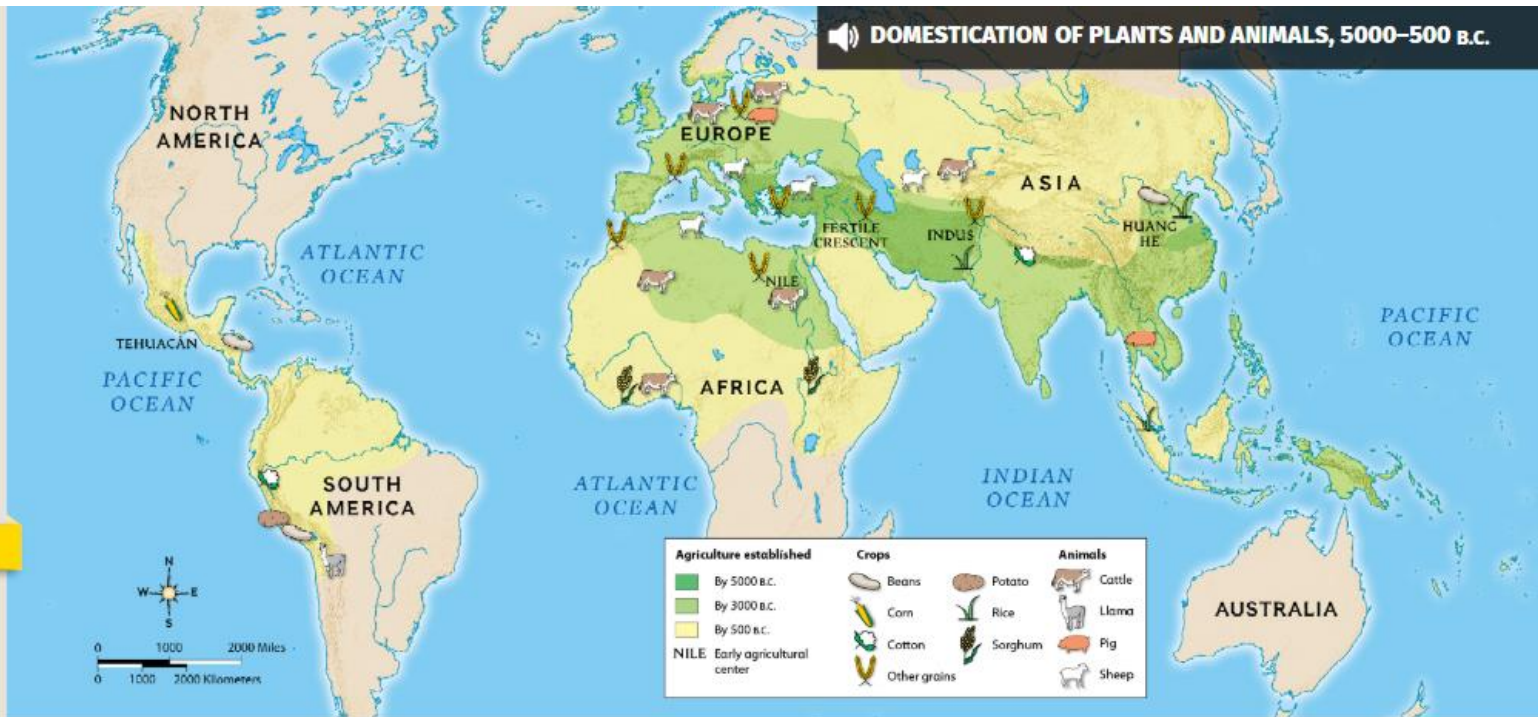 DOMESTICATION OF PLANTS AND ANIMALS, 5000–500 B.C.
NORTH
AMERICA
EUROPE
ASIA
ATLANTIC
OCEAN
FERTILE
CRESCENT
INDUS
HUANG
HE
NILE
TEHUACÁN
PACIFIC
OCEAN
PACIFIC
OCEAN
AFRICA
SOUTH
AMERICA
ATLANTIC
OCEAN
INDIAN
OCEAN
AUSTRALIA
N
W E
S
0 1000 2000 Miles
0 1000 2000 Kilometers
Agriculture established
By 5000 B.C.
By 3000 B.C.
By 500 B.C.
NILE Early agricultural
center
Crops
Beans
Corn
Cotton
Other grains
Potato
Rice
Sorghum
Animals
Cattle
Llama
Pig
Sheep